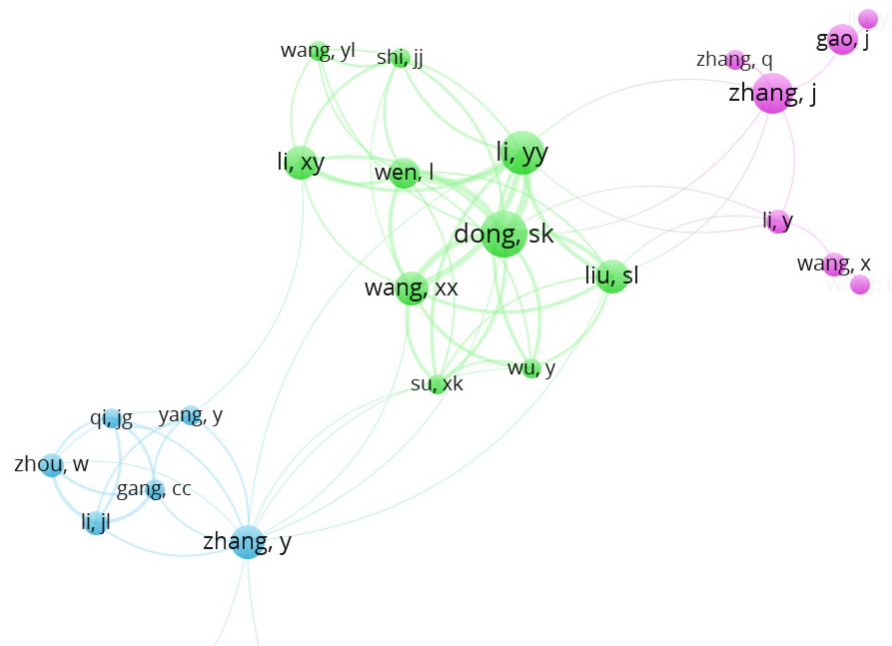 gao, j
wang, yl
shi, jj
zhang, q
zhang, j
li, xy
wen, l
li, yy
dong, sk
li, y
wang, xx
liu, sl
wang, x
su, xk
wu, y
qi, jg
yang, y
zhou, w
gang, cc
li, jl
zhang, y